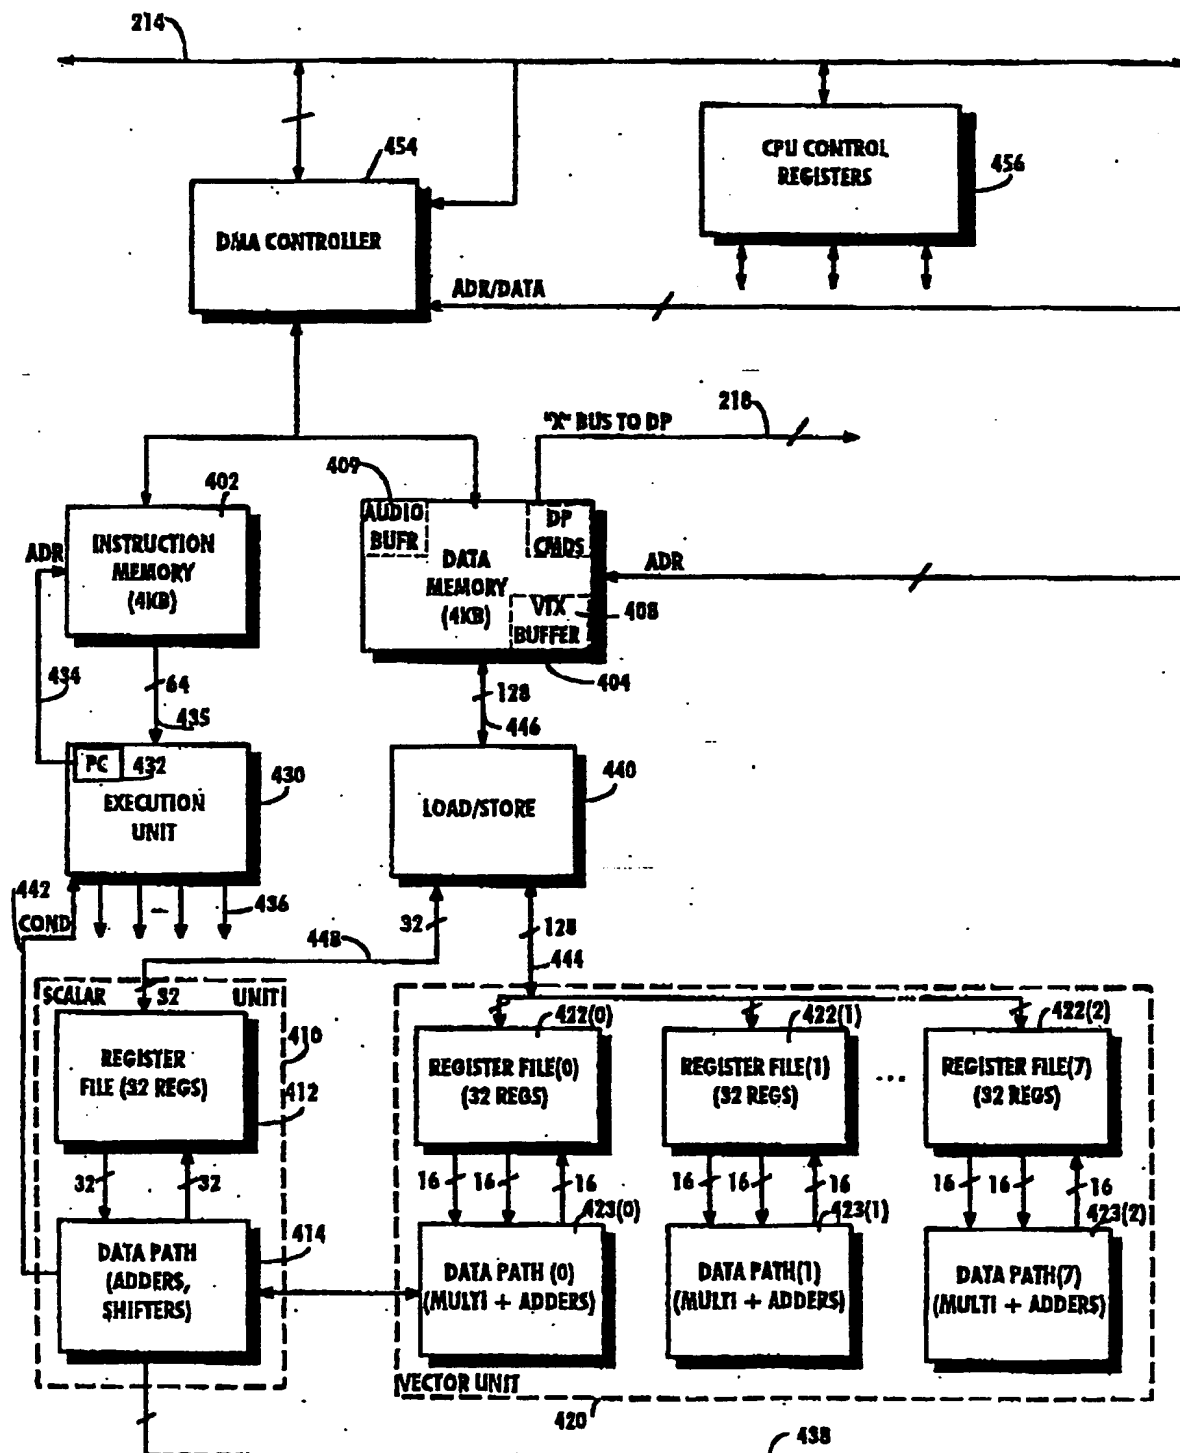 214
454
DMA CONTROLLER
CPU CONTROL
REGISTERS
456
ADR/DATA
"X" BUS TO DP
218
409
402
ADR
INSTRUCTION
MEMORY
(4KB)
AUDIO
BUFR
DP
CMDS
DATA
MEMORY
(4KB)
VTX
BUFFER
408
ADR
404
434
64
435
128
446
PC
432
EXECUTION
UNIT
430
LOAD/STORE
440
442
COND
436
32
128
448
444
SCALAR UNIT
32
REGISTER
FILE (32 REGS)
410
412
422(0)
REGISTER FILE(0)
(32 REGS)
422(1)
REGISTER FILE(1)
(32 REGS)
...
422(2)
REGISTER FILE(7)
(32 REGS)
32
32
16
16
16
16
16
16
16
16
16
414
DATA PATH
(ADDERS,
SHIFTERS)
423(0)
DATA PATH (0)
(MULTI + ADDERS)
423(1)
DATA PATH(1)
(MULTI + ADDERS)
423(2)
DATA PATH(7)
(MULTI + ADDERS)
VECTOR UNIT
420
438